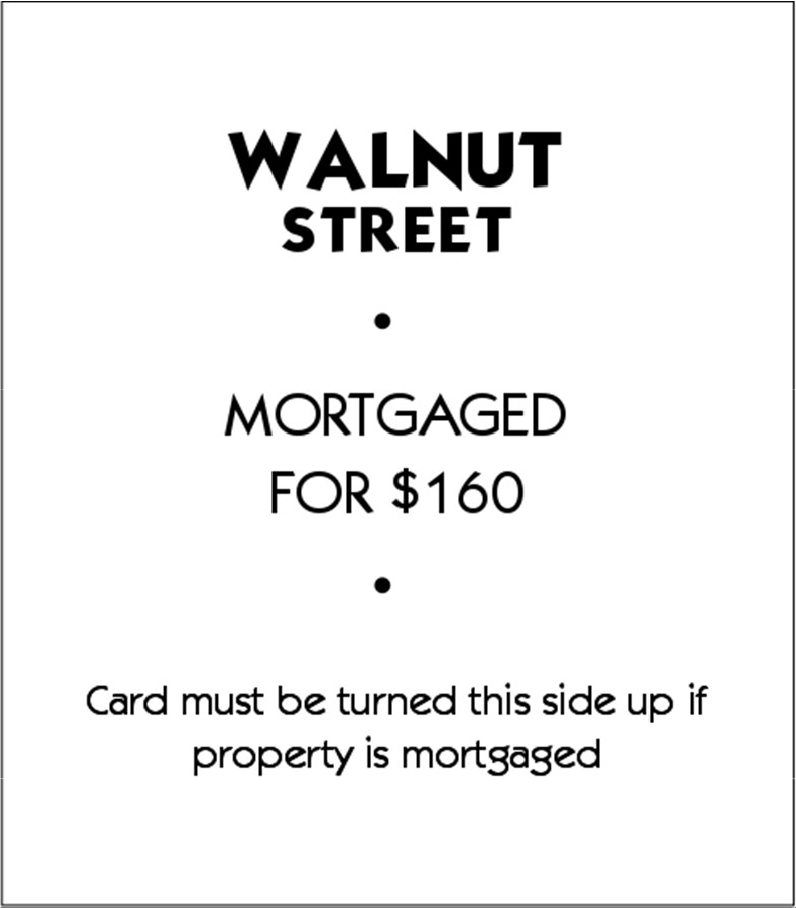 WALNUT
STREET
•
MORTGAGED
FOR $160
•
Card must be turned this side up if
property is mortgaged